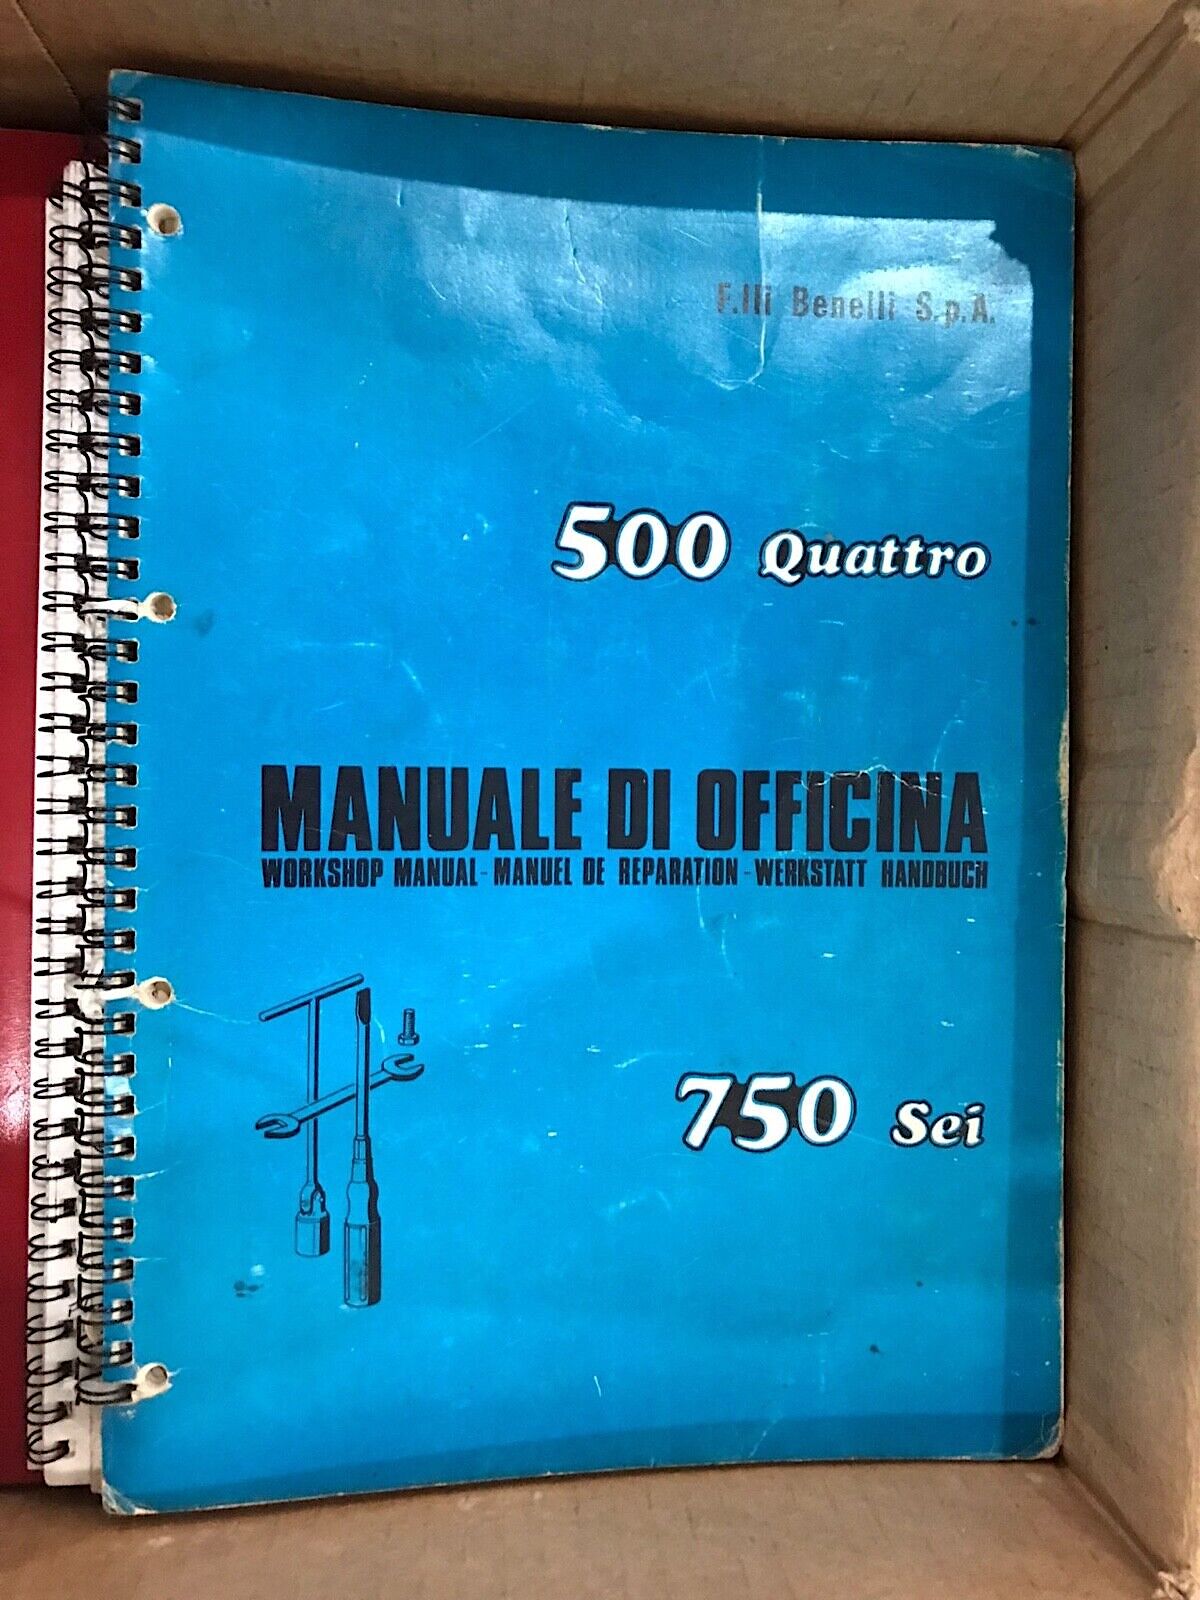 F.lli Benelli S.p.A.
500 Quattro
MANUALE DI OFFICINA
WORKSHOP MANUAL - MANUEL DE REPARATION - WERKSTATT HANDBUCH
750 Sei